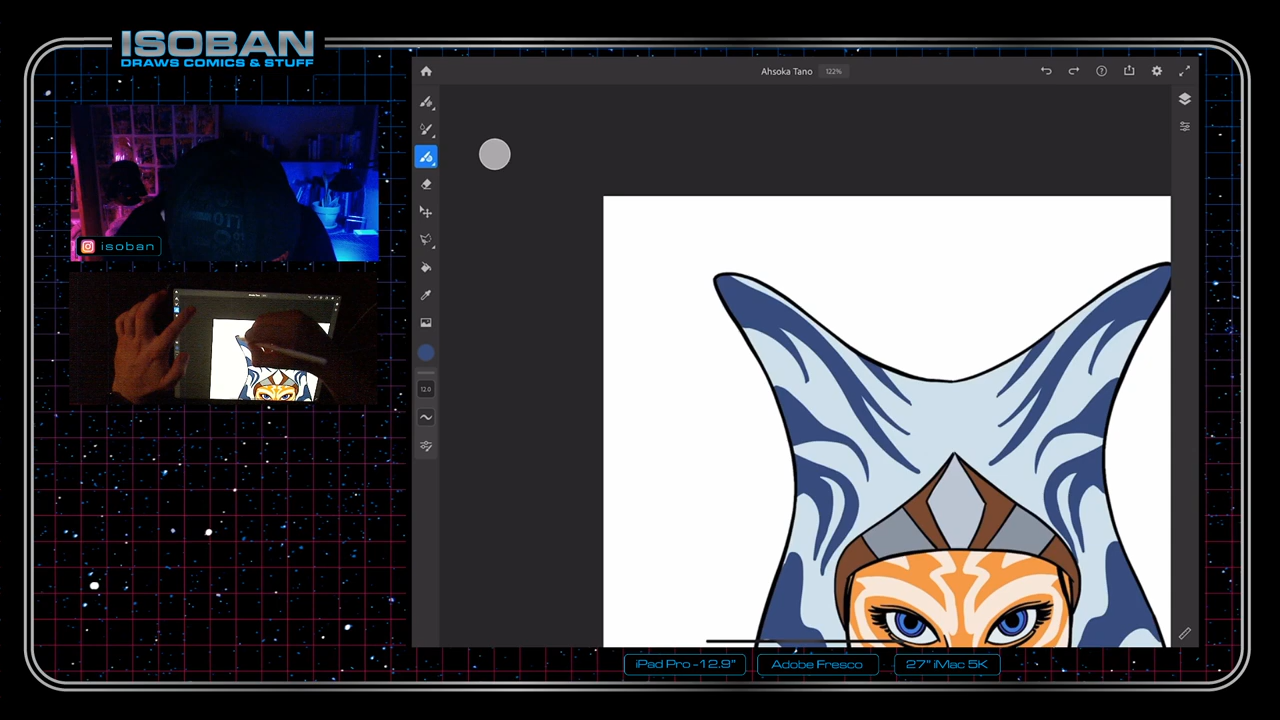 ISOBAN
DRAWS COMICS & STUFF
Ahsoka Tano
122%
isoban
12.0
iPad Pro -12.9"
Adobe Fresco
27" iMac 5K